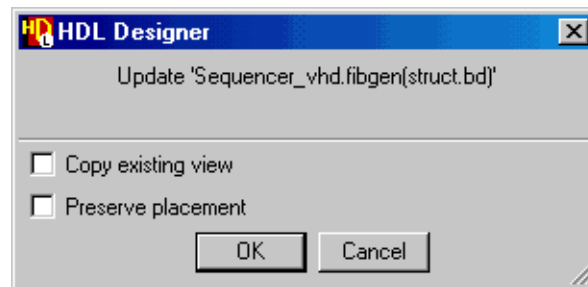 HDL Designer
Update 'Sequencer_vhd.fibgen(struct.bd)'
Copy existing view
Preserve placement
OK Cancel